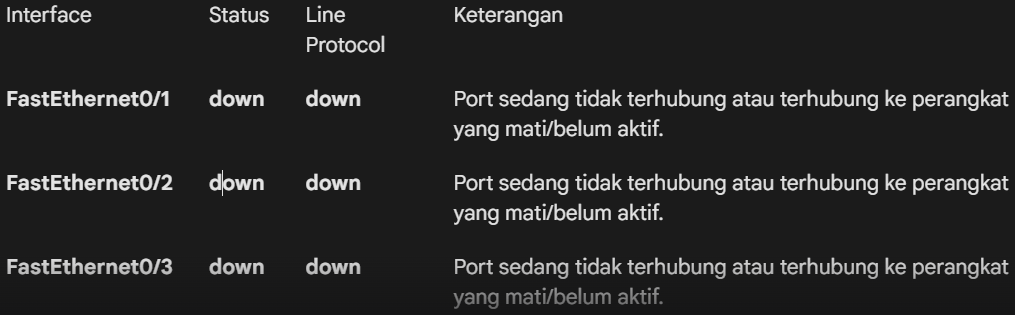 Interface Status Line Protocol Keterangan
FastEthernet0/1 down down Port sedang tidak terhubung atau terhubung ke perangkat
yang mati/belum aktif.
FastEthernet0/2 down down Port sedang tidak terhubung atau terhubung ke perangkat
yang mati/belum aktif.
FastEthernet0/3 down down Port sedang tidak terhubung atau terhubung ke perangkat
yang mati/belum aktif.